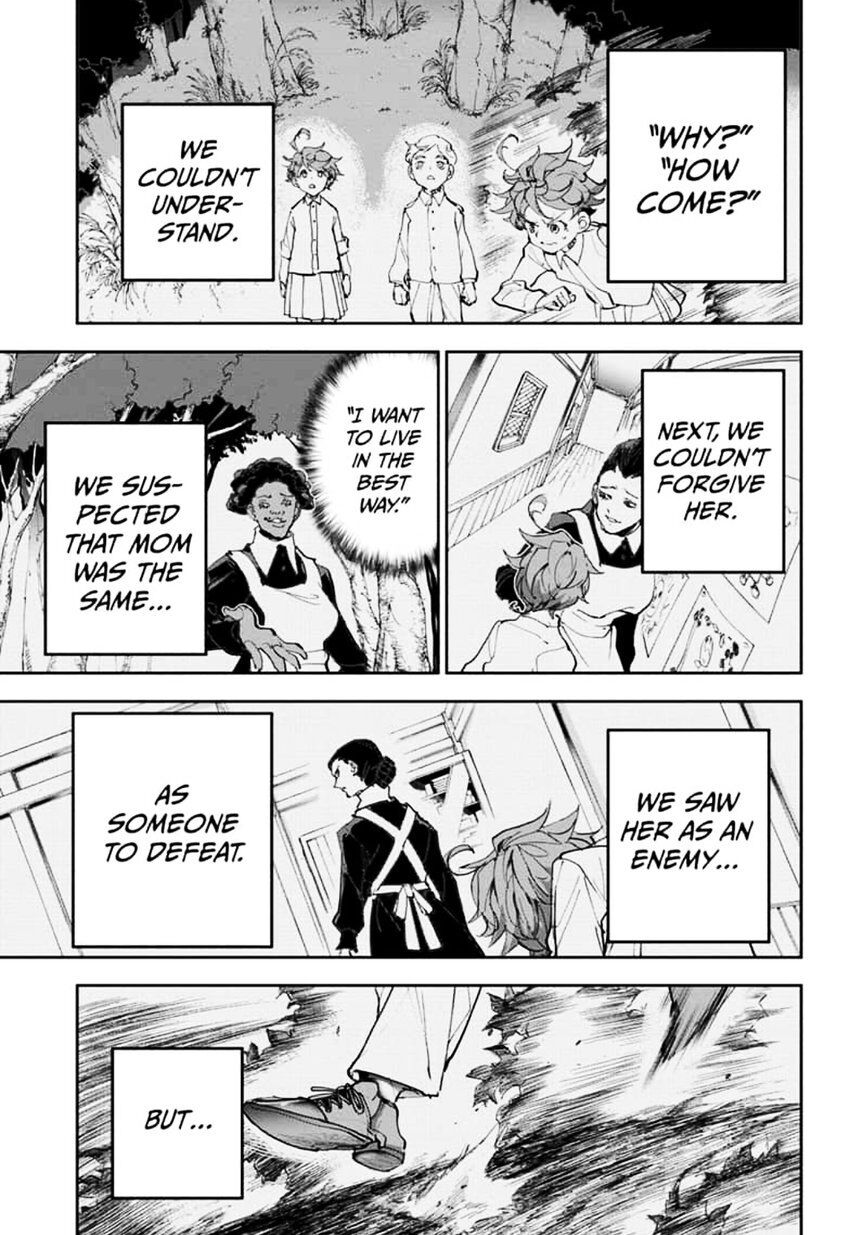 "WHY?"
"HOW
COME?"
WE
COULDN'T
UNDER-
STAND.
NEXT, WE
COULDN'T
FORGIVE
HER.
"I WANT
TO LIVE
IN THE
BEST
WAY."
WE SUS-
PECTED
THAT MOM
WAS THE
SAME...
WE SAW
HER AS AN
ENEMY...
AS
SOMEONE
TO DEFEAT.
BUT...